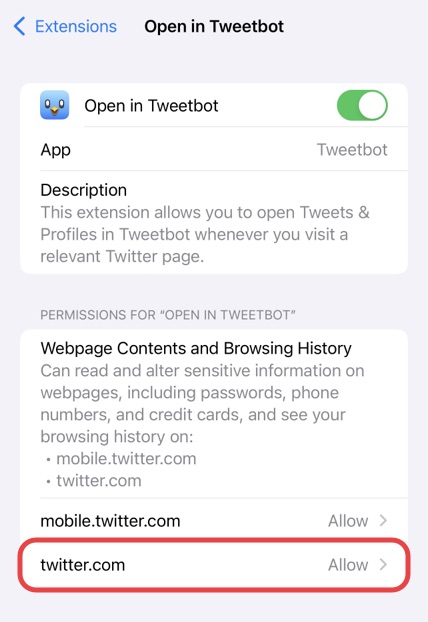 Extensions Open in Tweetbot
Open in Tweetbot
App Tweetbot
Description
This extension allows you to open Tweets &
Profiles in Tweetbot whenever you visit a
relevant Twitter page.
PERMISSIONS FOR “OPEN IN TWEETBOT”
Webpage Contents and Browsing History
Can read and alter sensitive information on
webpages, including passwords, phone
numbers, and credit cards, and see your
browsing history on:
• mobile.twitter.com
• twitter.com
mobile.twitter.com Allow
twitter.com Allow